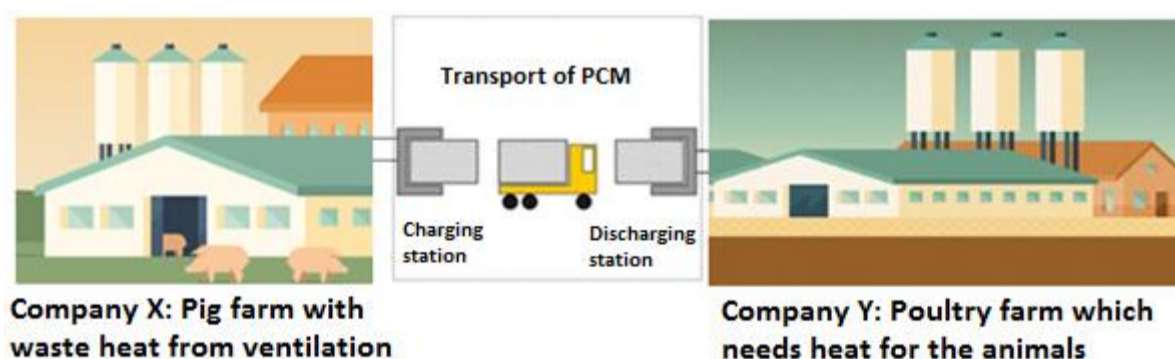 Transport of PCM
Charging
station
Discharging
station
Company X: Pig farm with
waste heat from ventilation
Company Y: Poultry farm which
needs heat for the animals